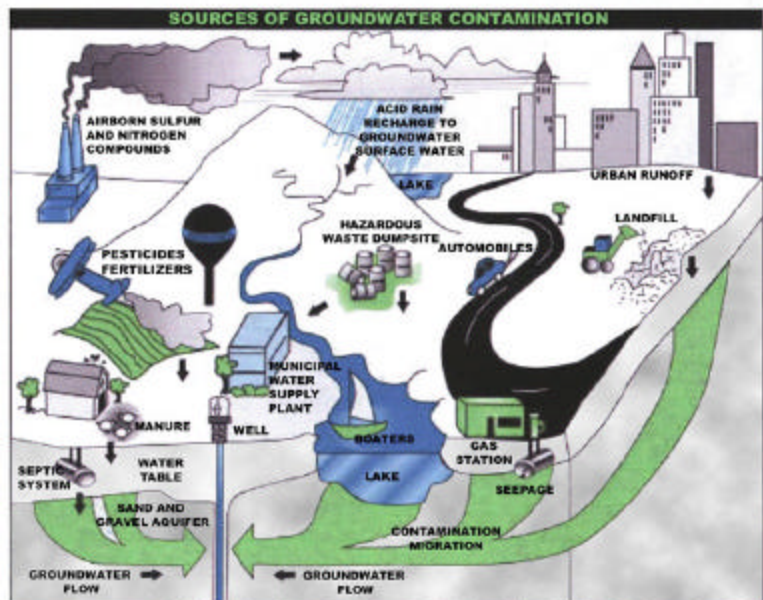 SOURCES OF GROUNDWATER CONTAMINATION
AIRBORN SULFUR
AND NITROGEN
COMPOUNDS
ACID RAIN
RECHARGE TO
GROUNDWATER
SURFACE WATER
LAKE
URBAN RUNOFF
LANDFILL
HAZARDOUS
WASTE DUMPSITE
AUTOMOBILES
PESTICIDES
FERTILIZERS
MUNICIPAL
WATER
SUPPLY
PLANT
MANURE
WELL
BOATERS
GAS
STATION
SEPTIC
SYSTEM
WATER
TABLE
LAKE
SEEPAGE
SAND AND
GRAVEL AQUIFER
CONTAMINATION
MIGRATION
GROUNDWATER
FLOW
GROUNDWATER
FLOW